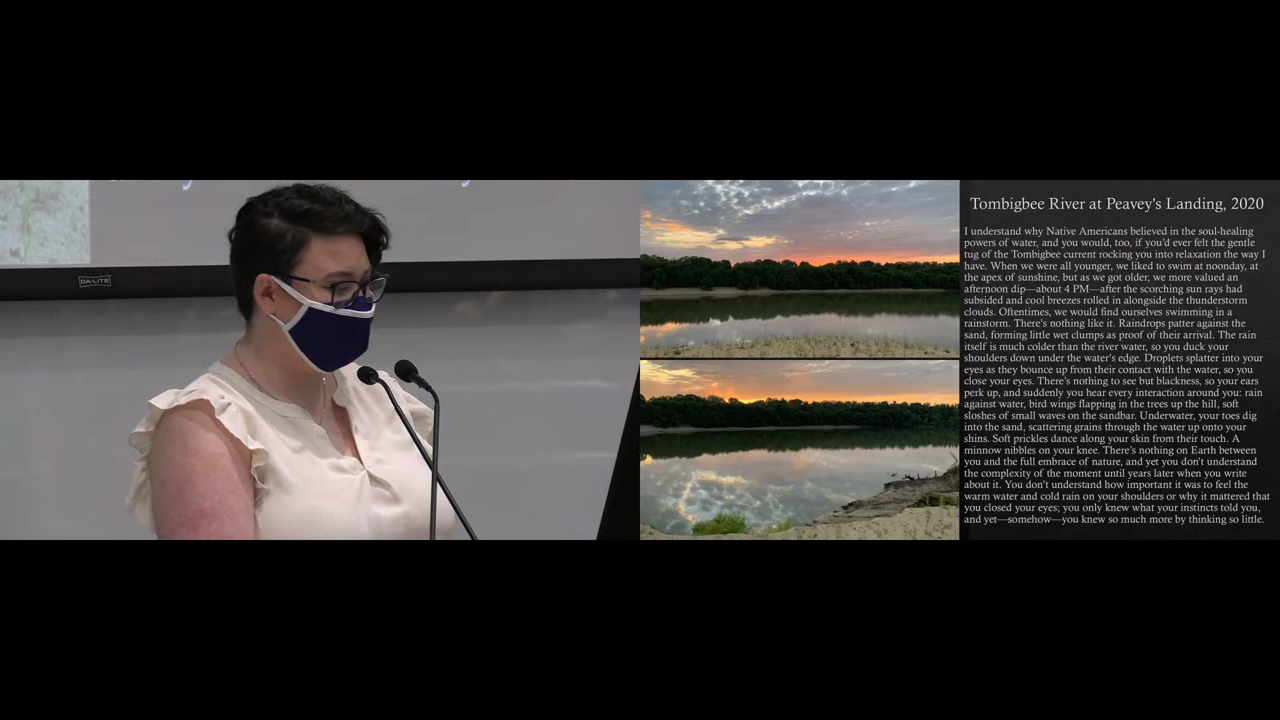 DA-LITE
Tombigbee River at Peavey's Landing, 2020
I understand why Native Americans believed in the soul-healing
powers of water, and you would, too, if you'd ever felt the gentle
tug of the Tombigbee current rocking you into relaxation the way I
have. When we were all younger, we liked to swim at noonday, at
the apex of sunshine, but as we got older, we more valued an
afternoon dip—about 4 PM—after the scorching sun rays had
subsided and cool breezes rolled in alongside the thunderstorm
clouds. Oftentimes, we would find ourselves swimming in a
rainstorm. There's nothing like it. Raindrops patter against the
sand, forming little wet clumps as proof of their arrival. The rain
itself is much colder than the river water, so you duck your
shoulders down under the water's edge. Droplets splatter into your
eyes as they bounce up from their contact with the water, so you
close your eyes. There's nothing to see but blackness, so your ears
perk up, and suddenly you hear every interaction around you: rain
against water, bird wings flapping in the trees up the hill, soft
sloshes of small waves on the sandbar. Underwater, your toes dig
into the sand, scattering grains through the water up onto your
shins. Soft prickles dance along your skin from their touch. A
minnow nibbles on your knee. There's nothing on Earth between
you and the full embrace of nature, and yet you don't understand
the complexity of the moment until years later when you write
about it. You don't understand how important it was to feel the
warm water and cold rain on your shoulders or why it mattered that
you closed your eyes; you only knew what your instincts told you,
and yet—somehow—you knew so much more by thinking so little.